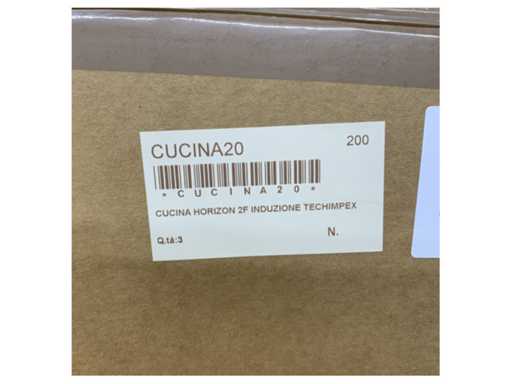 CUCINA20 200
* C U C I N A 2 0 *
CUCINA HORIZON 2F INDUZIONE TECHIMPEX
Q.tà:3 N.